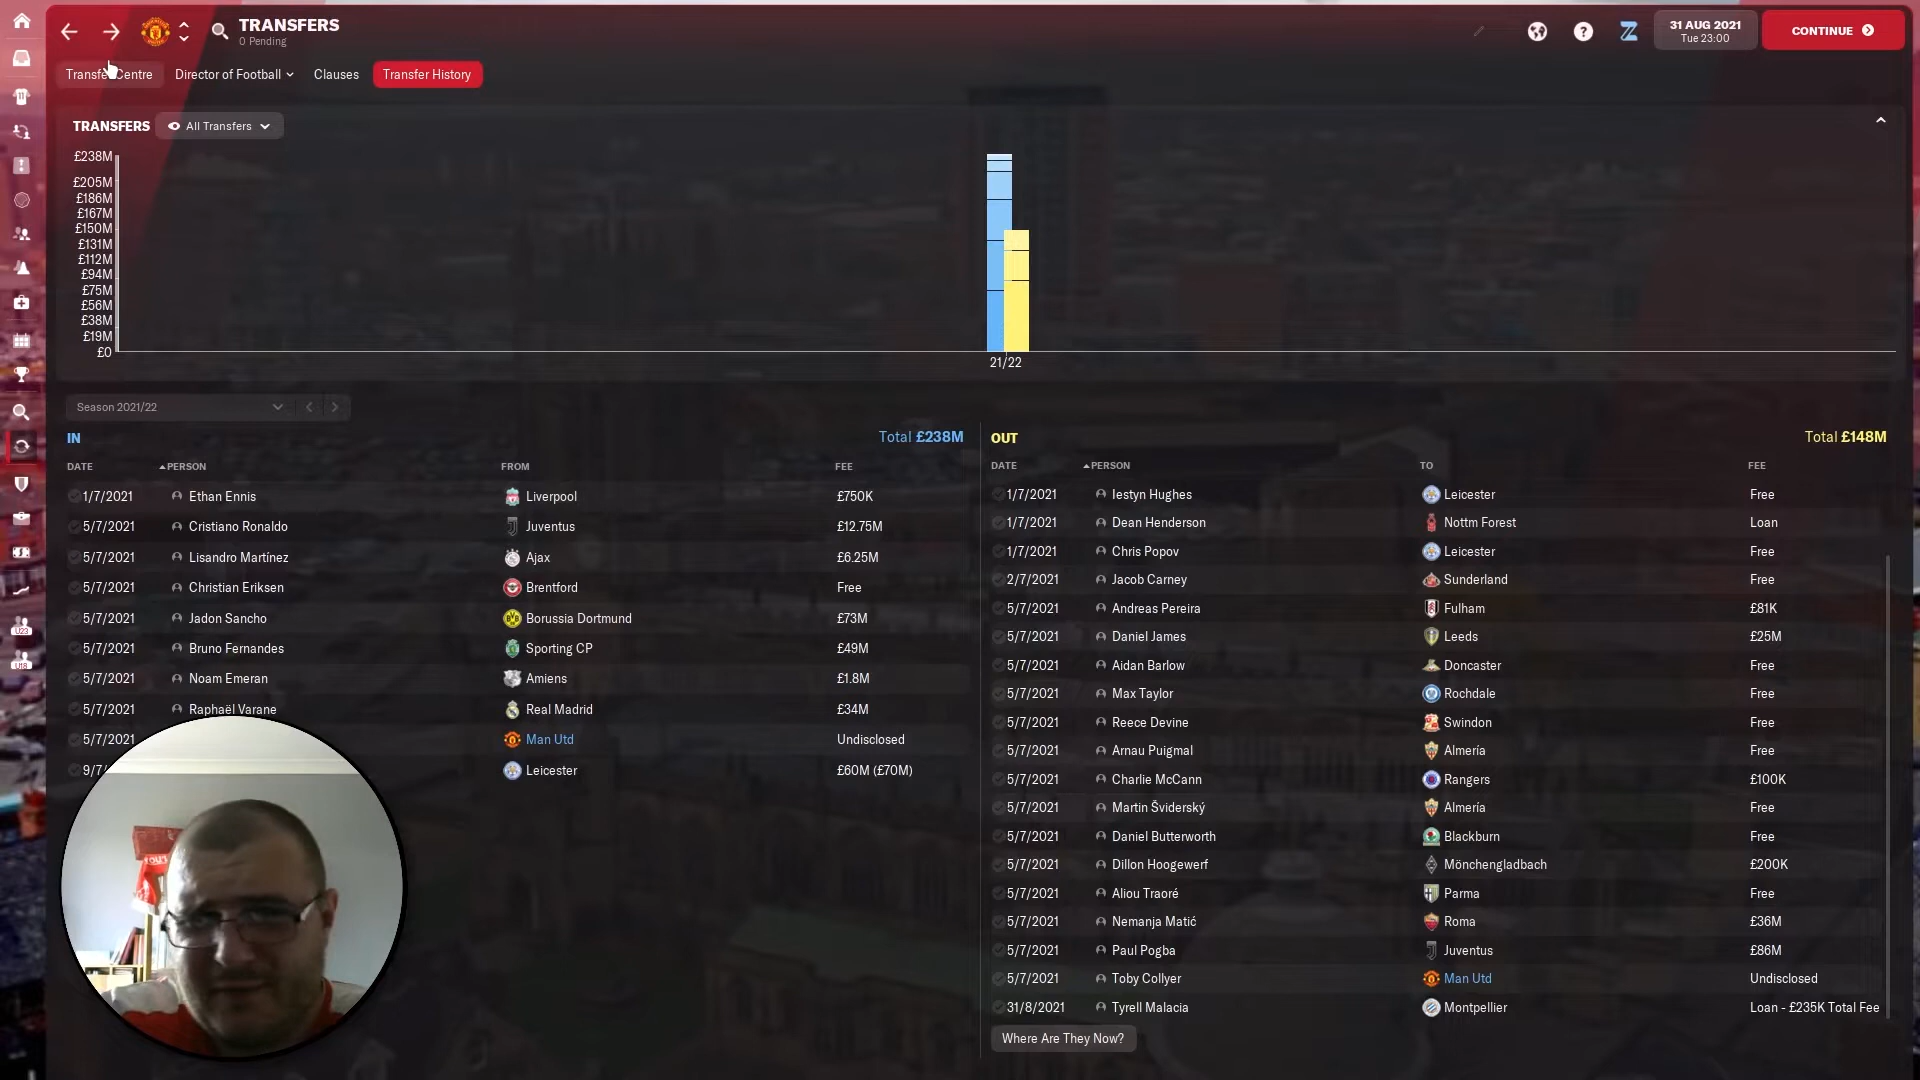 TRANSFERS
0 Pending
31 AUG 2021
Tue 23:00
CONTINUE
Transfer Centre
Director of Football
Clauses
Transfer History
TRANSFERS
All Transfers
£238M
£205M
£186M
£167M
£150M
£131M
£112M
£94M
£75M
£56M
£38M
£19M
£0
21/22
Season 2021/22
IN
Total £238M
DATE PERSON FROM FEE
1/7/2021 Ethan Ennis Liverpool £750K
5/7/2021 Cristiano Ronaldo Juventus £12.75M
5/7/2021 Lisandro Martínez Ajax £6.25M
5/7/2021 Christian Eriksen Brentford Free
5/7/2021 Jadon Sancho Borussia Dortmund £73M
5/7/2021 Bruno Fernandes Sporting CP £49M
5/7/2021 Noam Emeran Amiens £1.8M
5/7/2021 Raphaël Varane Real Madrid £34M
5/7/2021 Man Utd Undisclosed
9/7/ Leicester £60M (£70M)
OUT
Total £148M
DATE PERSON TO FEE
1/7/2021 Iestyn Hughes Leicester Free
1/7/2021 Dean Henderson Nottm Forest Loan
1/7/2021 Chris Popov Leicester Free
2/7/2021 Jacob Carney Sunderland Free
5/7/2021 Andreas Pereira Fulham £81K
5/7/2021 Daniel James Leeds £25M
5/7/2021 Aidan Barlow Doncaster Free
5/7/2021 Max Taylor Rochdale Free
5/7/2021 Reece Devine Swindon Free
5/7/2021 Arnau Puigmal Almería Free
5/7/2021 Charlie McCann Rangers £100K
5/7/2021 Martin Šviderský Almería Free
5/7/2021 Daniel Butterworth Blackburn Free
5/7/2021 Dillon Hoogewerf Mönchengladbach £200K
5/7/2021 Aliou Traoré Parma Free
5/7/2021 Nemanja Matić Roma £36M
5/7/2021 Paul Pogba Juventus £86M
5/7/2021 Toby Collyer Man Utd Undisclosed
31/8/2021 Tyrell Malacia Montpellier Loan - £235K Total Fee
Where Are They Now?
U23
U18